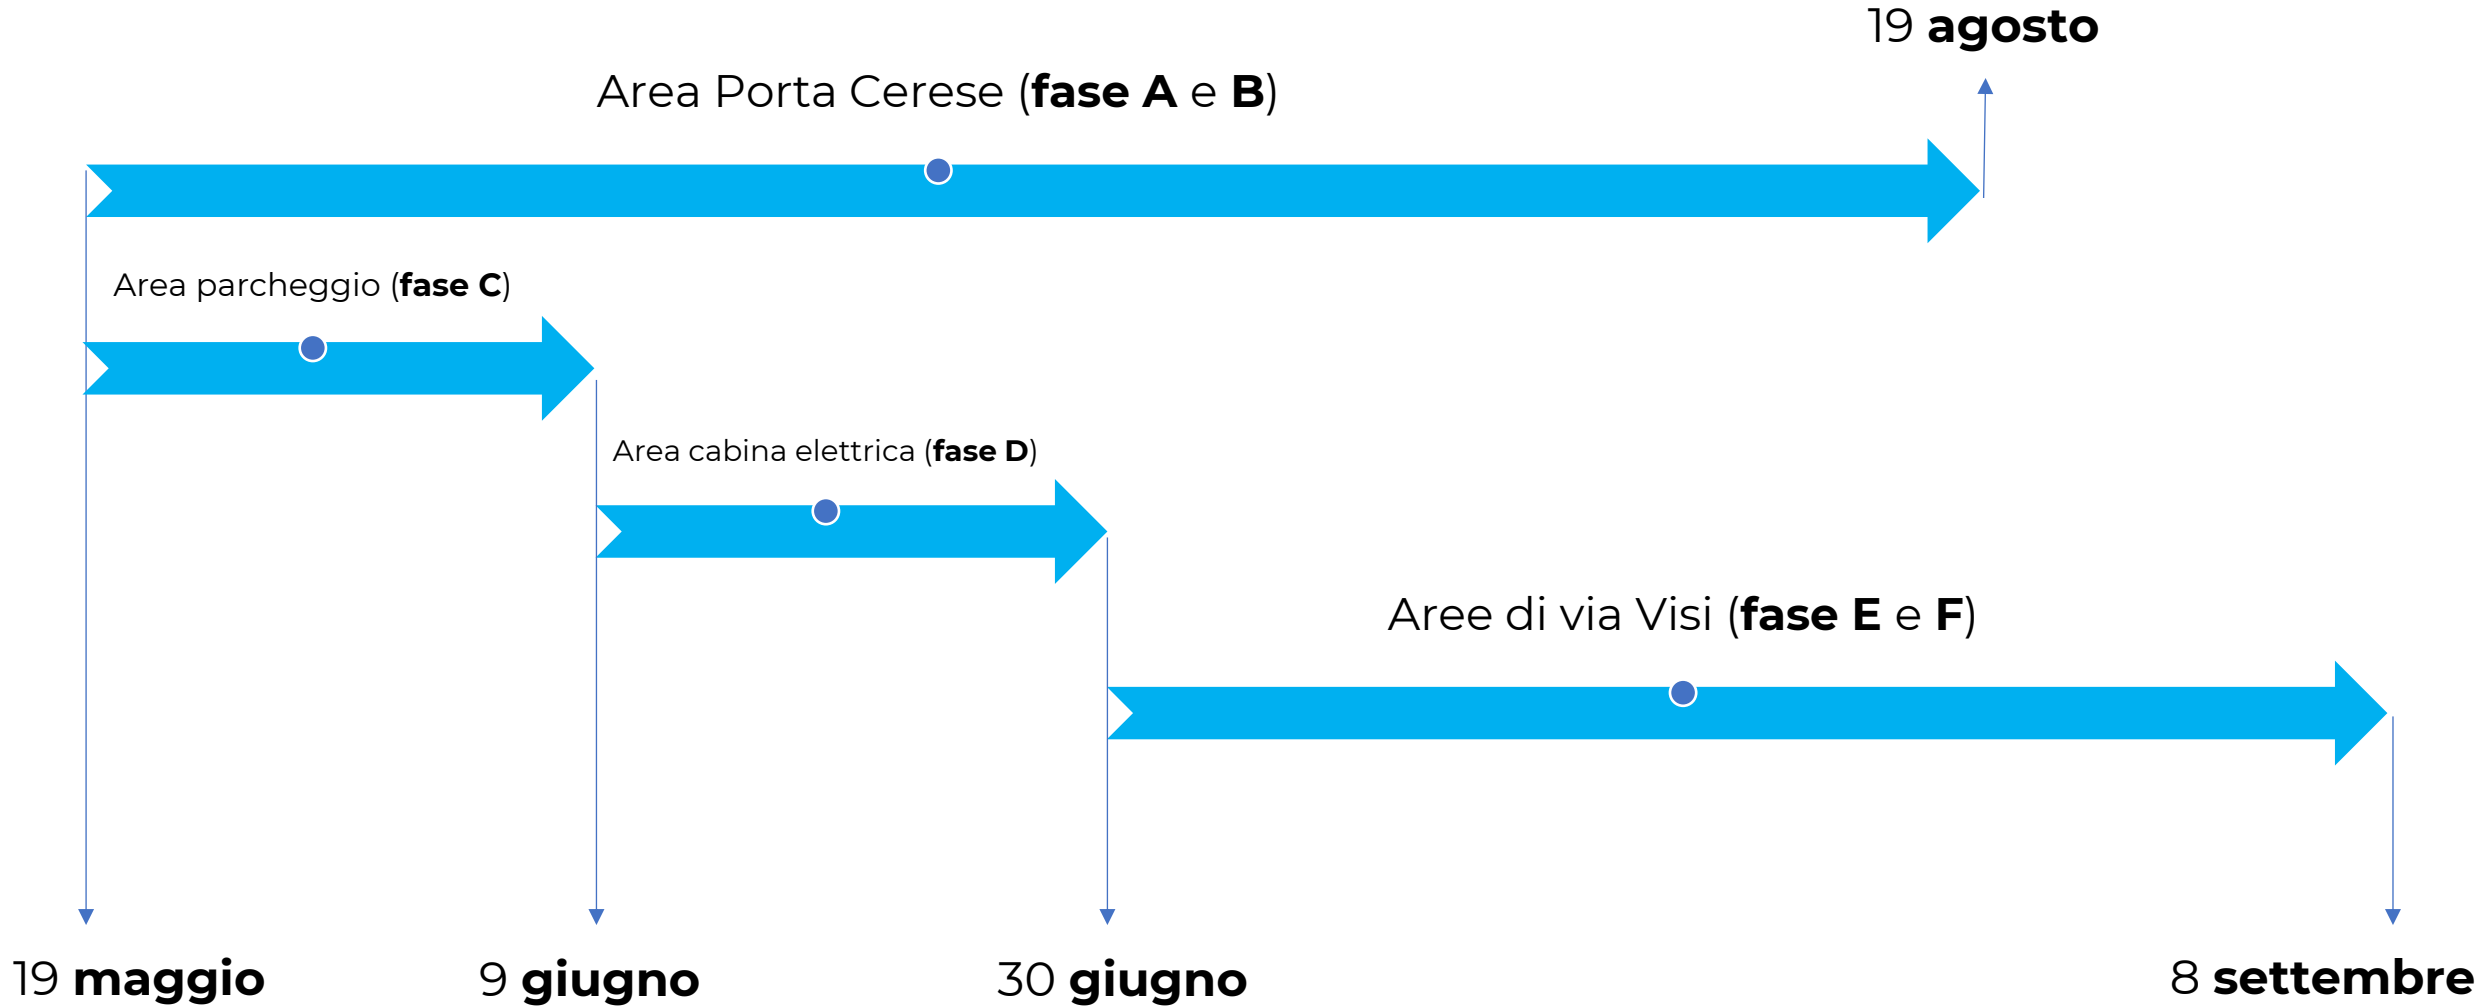 19 agosto
Area Porta Cerese (fase A e B)
Area parcheggio (fase C)
Area cabina elettrica (fase D)
Aree di via Visi (fase E e F)
19 maggio
9 giugno
30 giugno
8 settembre